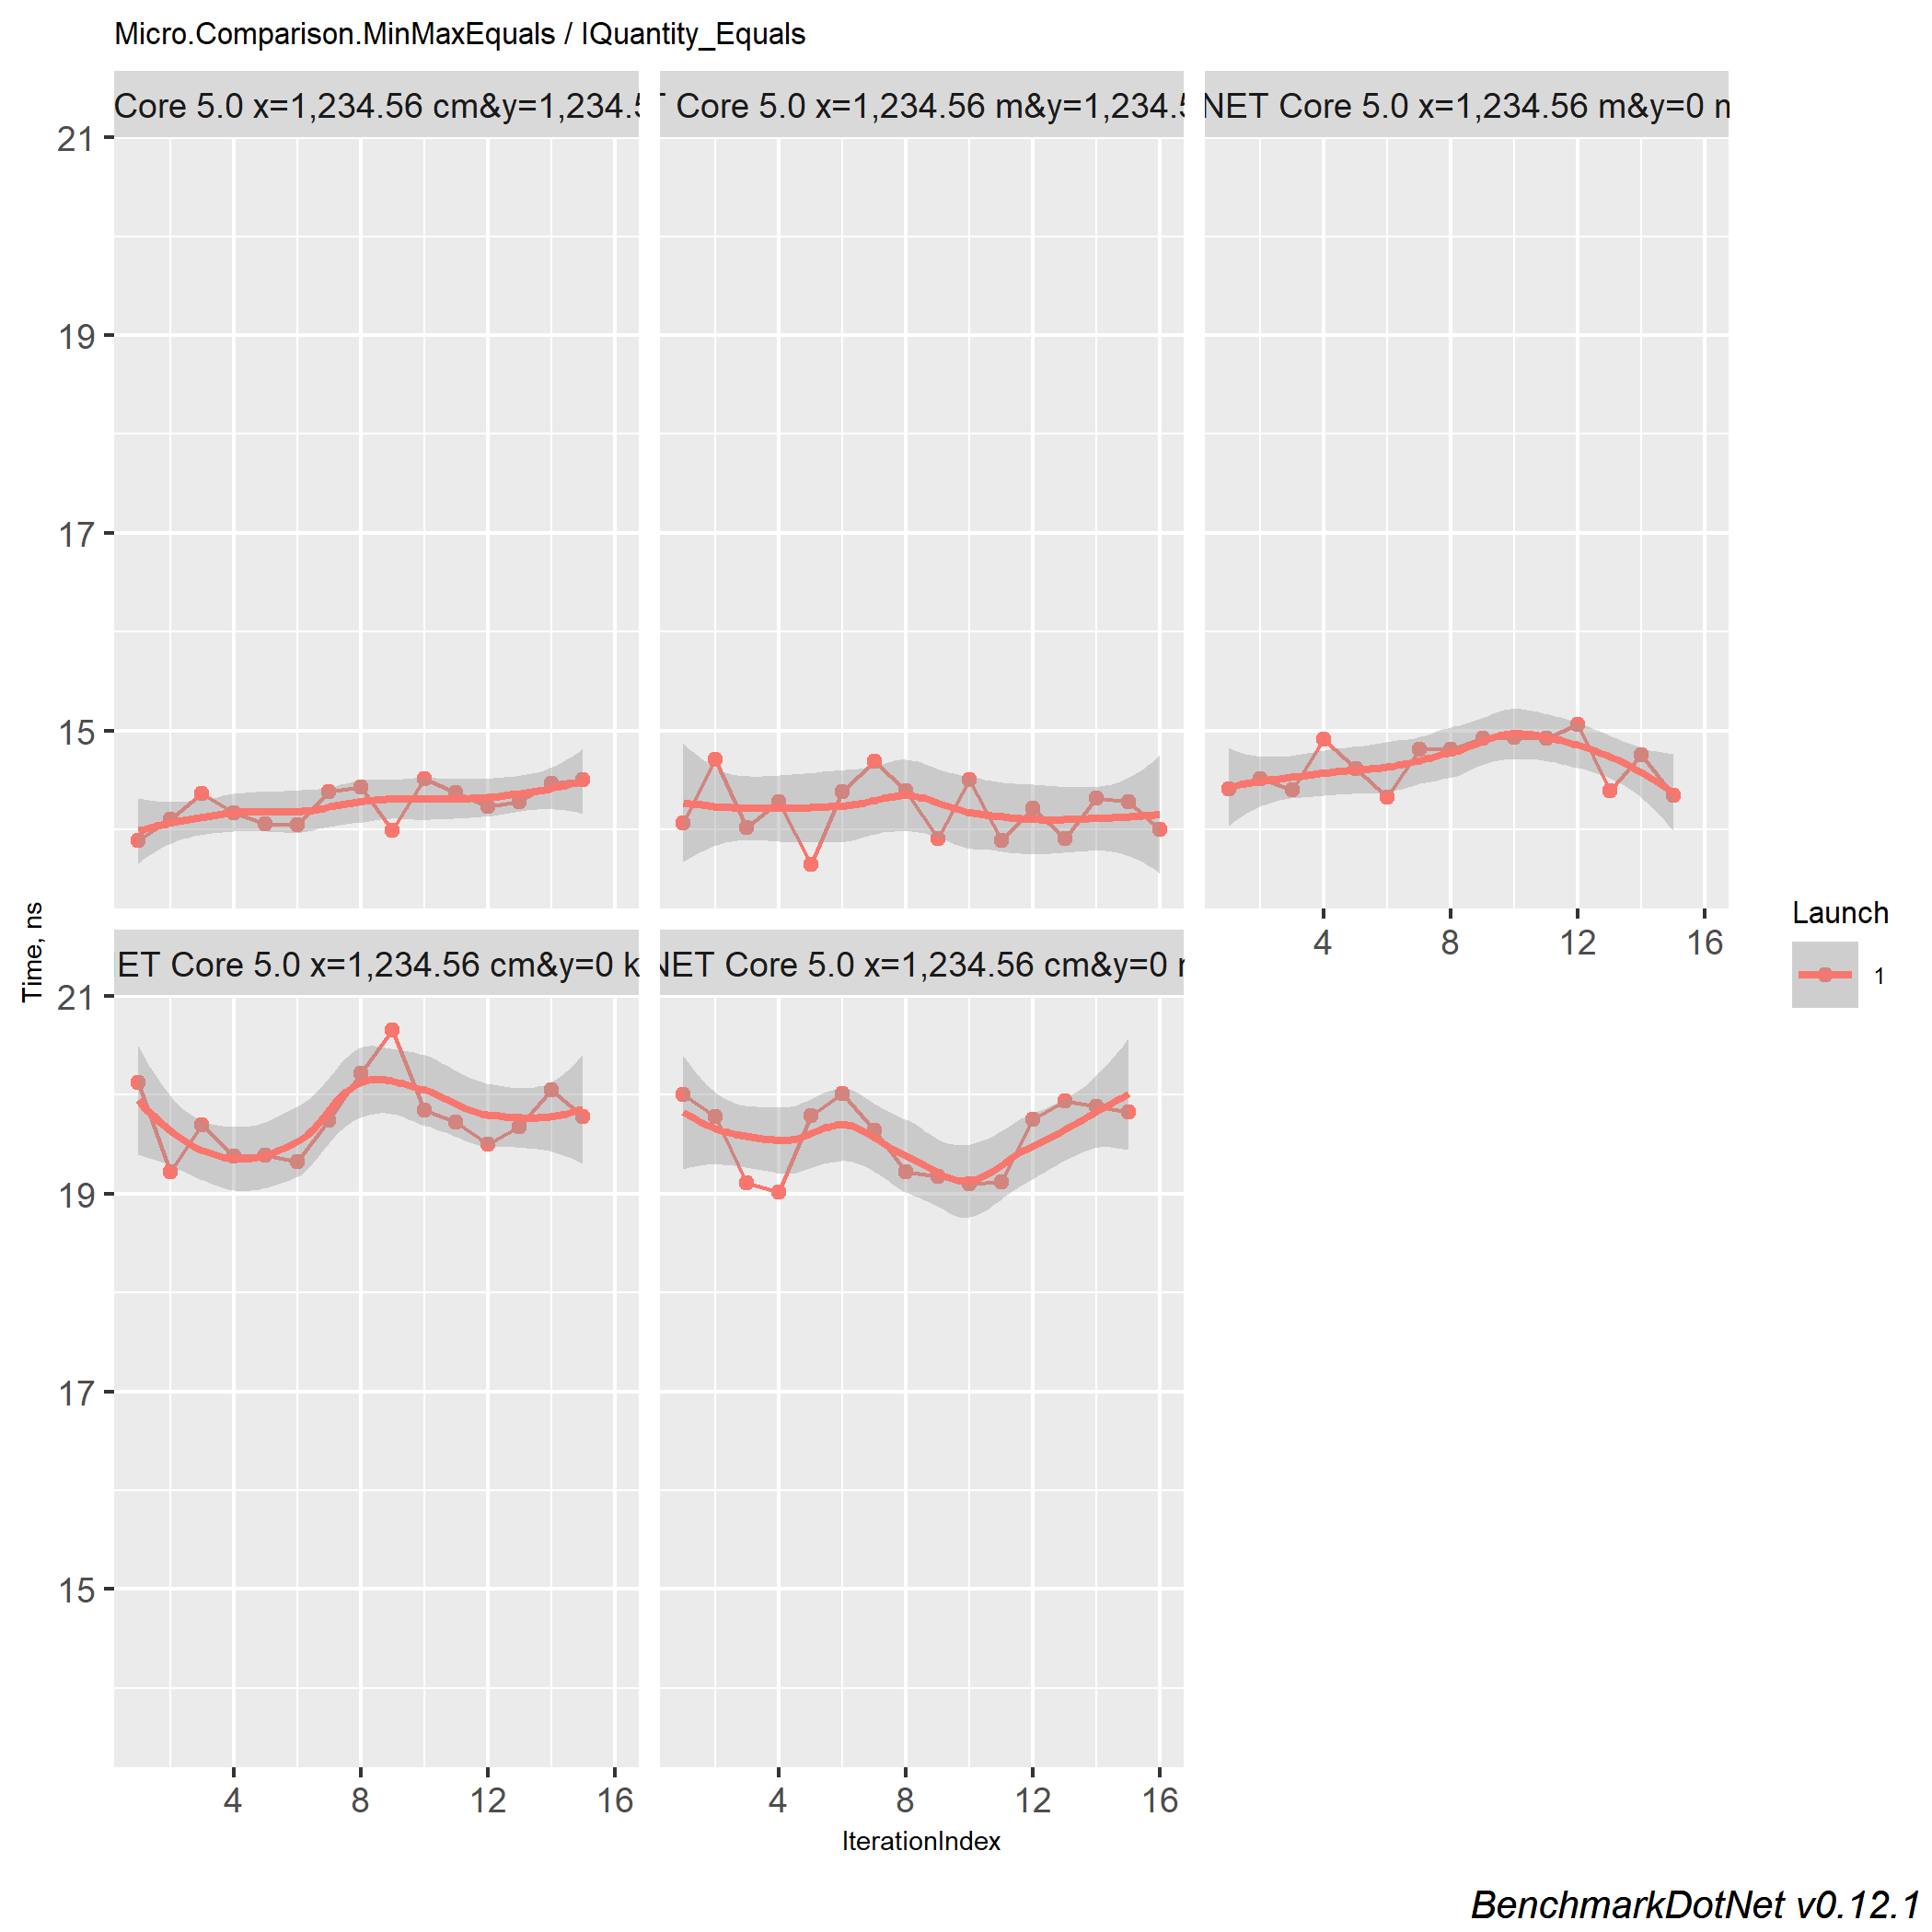 Micro.Comparison.MinMaxEquals / IQuantity_Equals
Core 5.0 x=1,234.56 cm&y=1,234.5
Core 5.0 x=1,234.56 m&y=1,234.5
NET Core 5.0 x=1,234.56 m&y=0
21
19
17
15
4
8
12
16
ET Core 5.0 x=1,234.56 cm&y=0 k
NET Core 5.0 x=1,234.56 cm&y=0
21
19
17
15
4
8
12
16
4
8
12
16
Time, ns
IterationIndex
Launch
1
BenchmarkDotNet v0.12.1